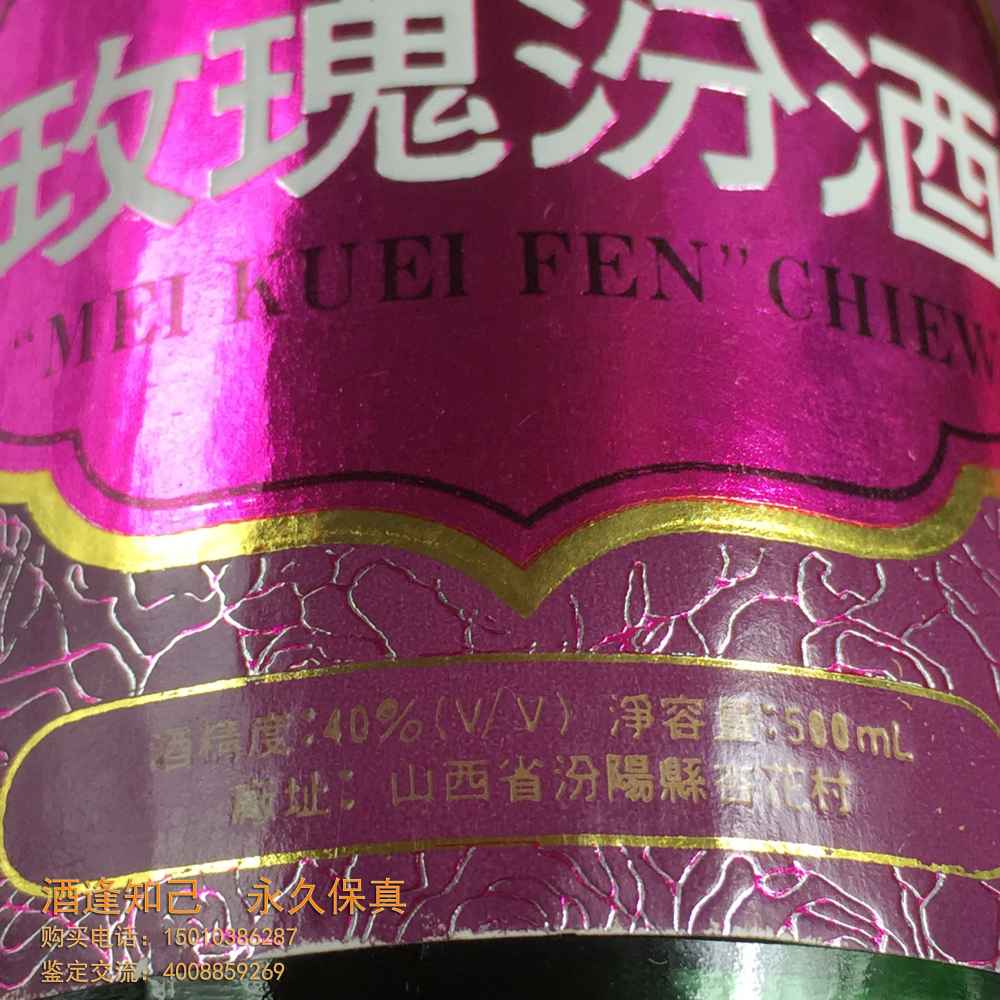 玫瑰汾酒
"MEI KUEI FEN" CHIEW
酒精度:40%(V/V) 淨容量:500mL
廠址: 山西省汾陽縣杏花村
酒逢知己 永久保真
购买电话：15010386287
鉴定交流：4008859269